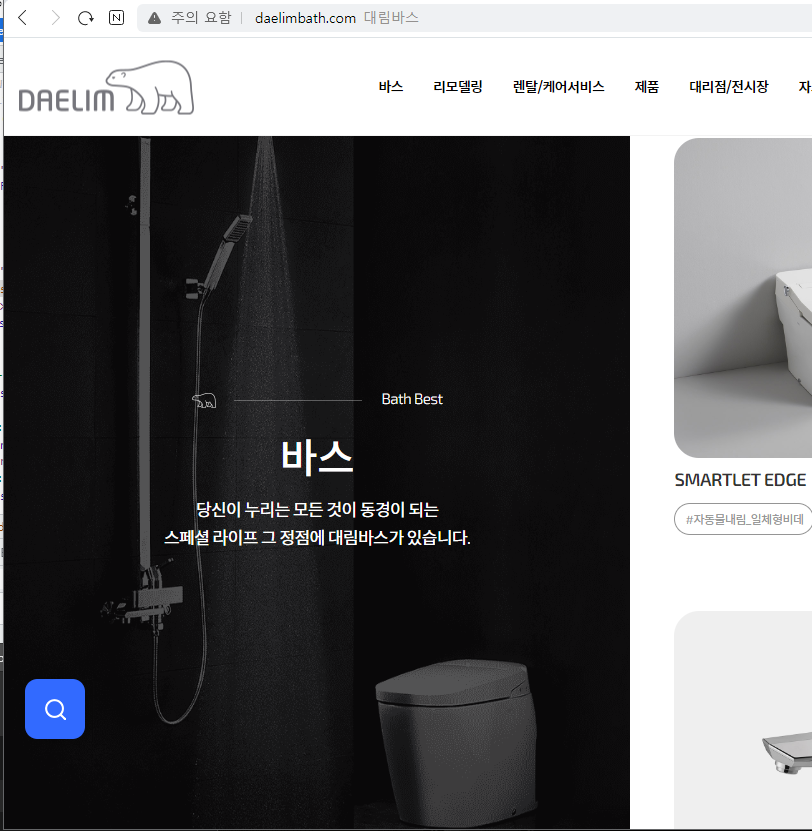 주의 요함 daelimbath.com 대림바스
DAELIM
바스 리모델링 렌탈/케어서비스 제품 대리점/전시장
Bath Best
바스
당신이 누리는 모든 것이 동경이 되는
스페셜 라이프 그 정점에 대림바스가 있습니다.
SMARTLET EDGE
#자동물내림_일체형비데